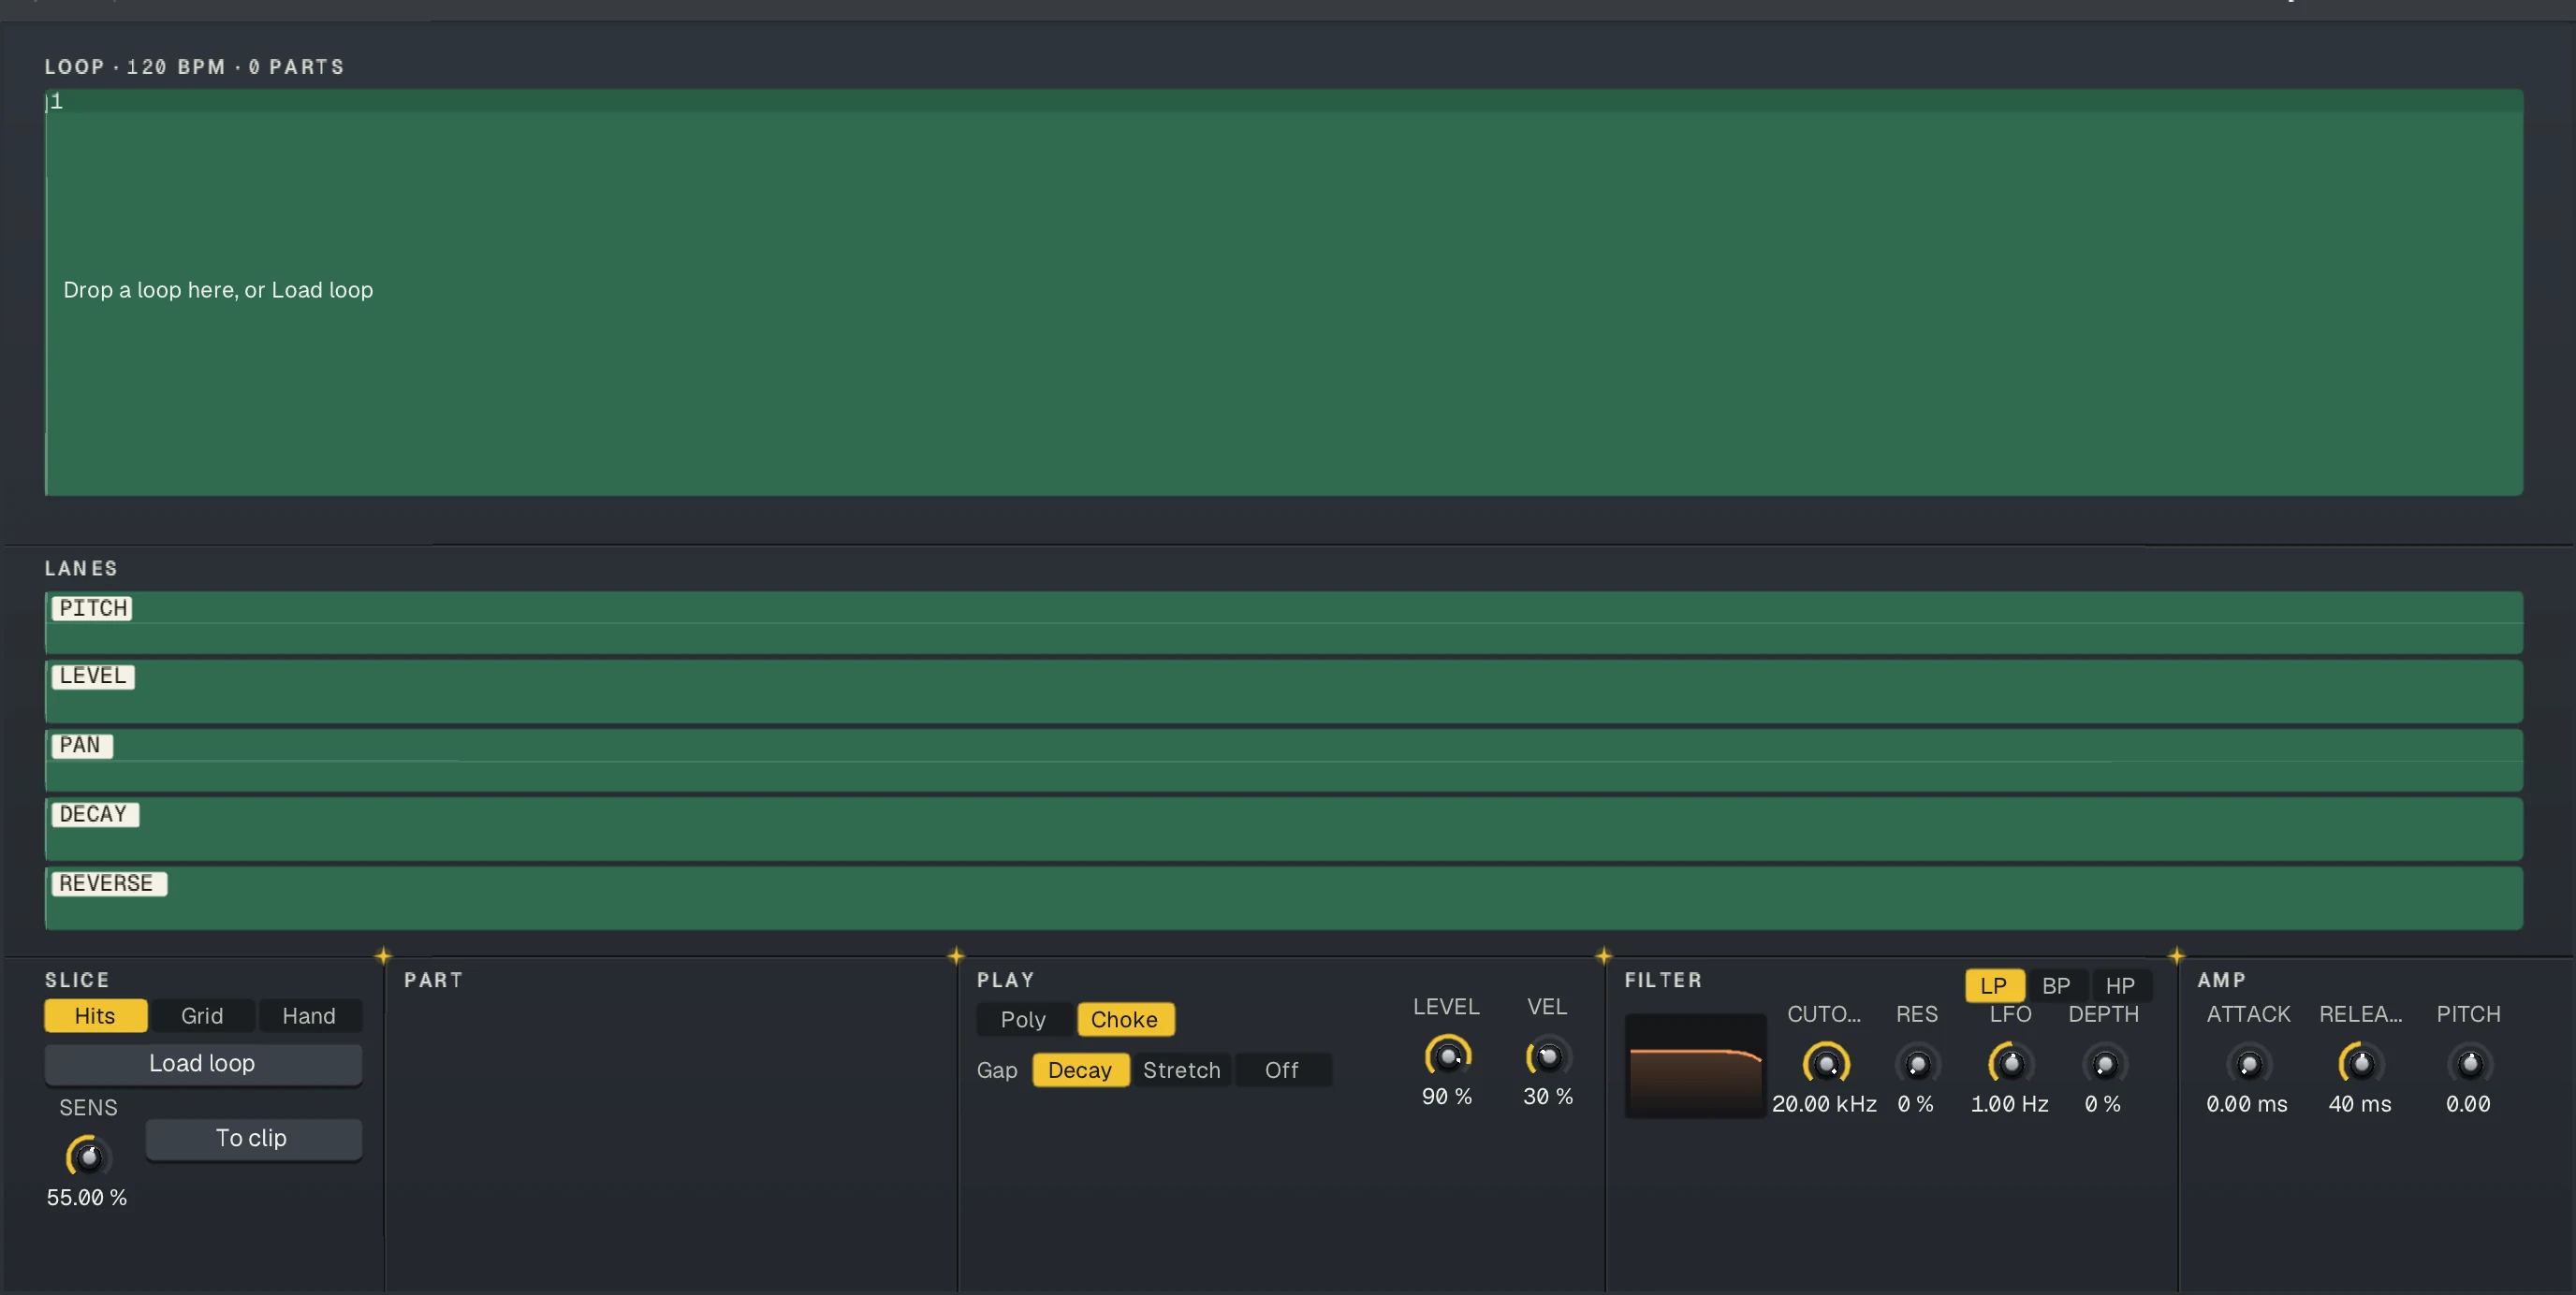 LOOP · 120 BPM · 0 PARTS
1
Drop a loop here, or Load loop
LANES
PITCH
LEVEL
PAN
DECAY
REVERSE
SLICE
Hits Grid Hand
Load loop
SENS
To clip
55.00 %
PART
PLAY
Poly Choke
Gap Decay Stretch Off
LEVEL VEL
90 % 30 %
FILTER
LP BP HP
CUTO... RES LFO DEPTH
20.00 kHz 0 % 1.00 Hz 0 %
AMP
ATTACK RELEA... PITCH
0.00 ms 40 ms 0.00